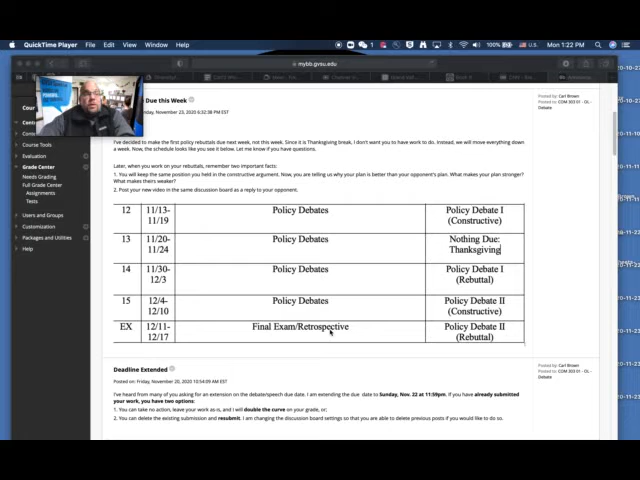 QuickTime Player File Edit View Window Help
1 100% U.S. Mon 1:22 PM
mybb.gvsu.edu
Due this Week
day, November 23, 2020 6:32:38 PM EST
Posted by: Carl Brown
Posted to: COM 303 01 - OL -
Debate
I've decided to make the first policy rebuttals due next week, not this week. Since it is Thanksgiving break, I don't want you to have work to do. Instead, we will move everything down
a week. Now, the schedule looks like you see it below. Let me know if you have questions.
Later, when you work on your rebuttals, remember two important facts:
1. You will keep the same position you held in the constructive argument. Now, you are telling us why your plan is better than your opponent's plan. What makes your plan stronger?
What makes theirs weaker?
2. Post your new video in the same discussion board as a reply to your opponent.
Cour
Course Tools
Evaluation
Grade Center
Needs Grading
Full Grade Center
Assignments
Tests
Users and Groups
Customization
Packages and Utilities
Help
12 11/13- Policy Debates Policy Debate I
11/19 (Constructive)
13 11/20- Policy Debates Nothing Due:
11/24 Thanksgiving
14 11/30- Policy Debates Policy Debate I
12/3 (Rebuttal)
15 12/4- Policy Debates Policy Debate II
12/10 (Constructive)
EX 12/11- Final Exam/Retrospective Policy Debate II
12/17 (Rebuttal)
Deadline Extended
Posted on: Friday, November 20, 2020 10:54:09 AM EST
Posted by: Carl Brown
Posted to: COM 303 01 - OL -
Debate
I've heard from many of you asking for an extension on the debate/speech due date. I am extending the due date to Sunday, Nov. 22 at 11:59pm. If you have already submitted
your work, you have two options:
1. You can take no action, leave your work as-is, and I will double the curve on your grade, or;
2. You can delete the existing submission and resubmit. I am changing the discussion board settings so that you are able to delete previous posts if you would like to do so.